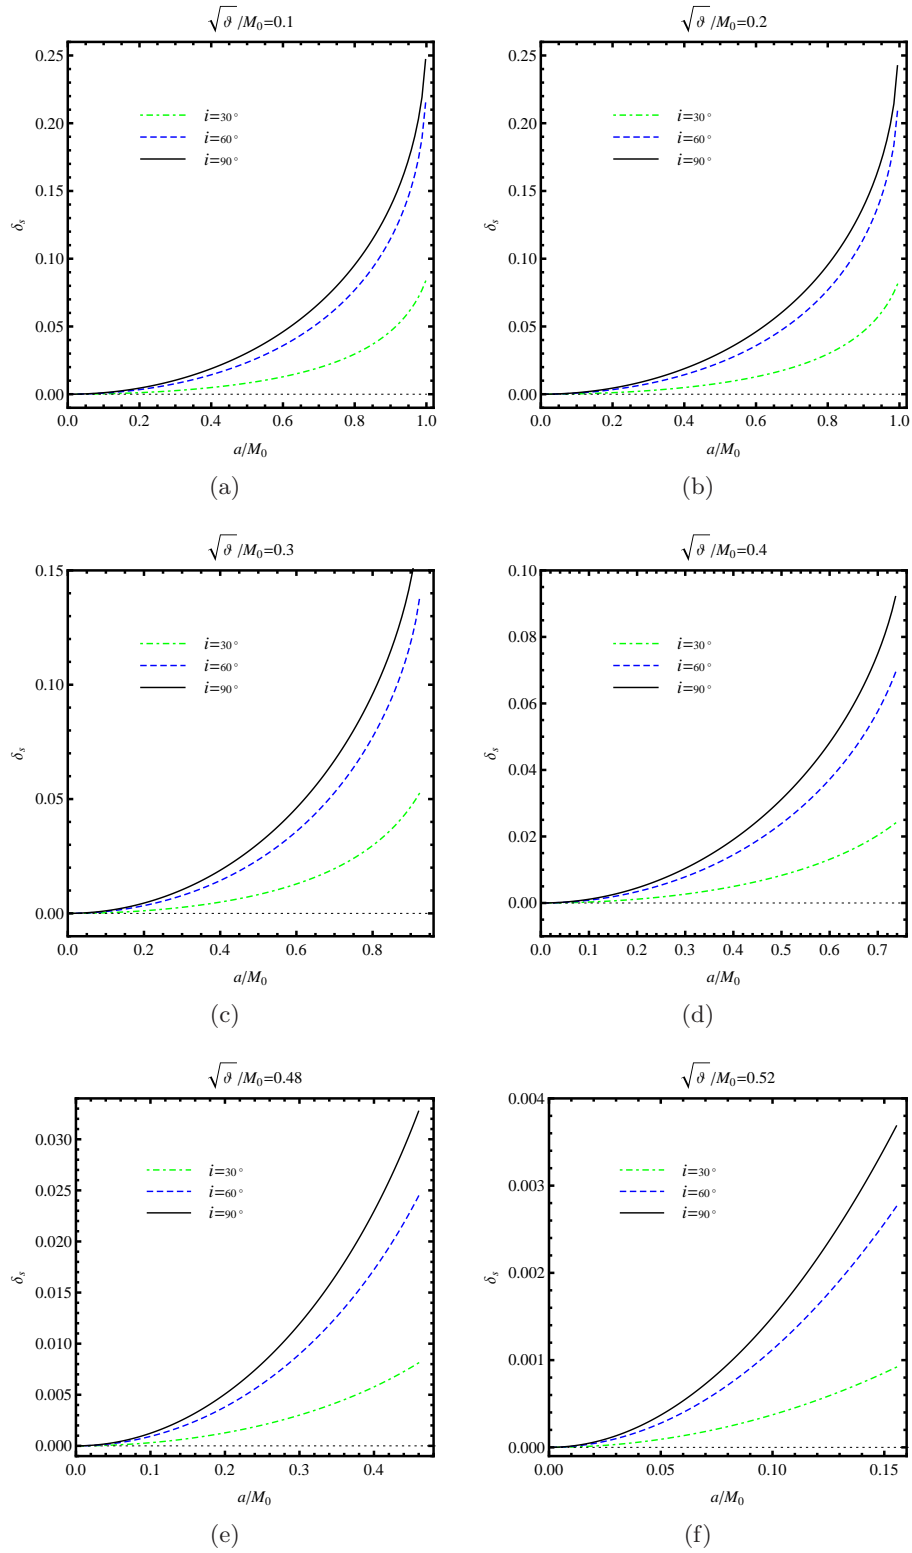 √ϑ/M₀=0.1
0.25
0.20
0.15
0.10
0.05
0.00
δₛ
i=30°
i=60°
i=90°
0.0 0.2 0.4 0.6 0.8 1.0
a/M₀
(a)
√ϑ/M₀=0.2
0.25
0.20
0.15
0.10
0.05
0.00
δₛ
i=30°
i=60°
i=90°
0.0 0.2 0.4 0.6 0.8 1.0
a/M₀
(b)
√ϑ/M₀=0.3
0.15
0.10
0.05
0.00
δₛ
i=30°
i=60°
i=90°
0.0 0.2 0.4 0.6 0.8
a/M₀
(c)
√ϑ/M₀=0.4
0.10
0.08
0.06
0.04
0.02
0.00
δₛ
i=30°
i=60°
i=90°
0.0 0.1 0.2 0.3 0.4 0.5 0.6 0.7
a/M₀
(d)
√ϑ/M₀=0.48
0.030
0.025
0.020
0.015
0.010
0.005
0.000
δₛ
i=30°
i=60°
i=90°
0.0 0.1 0.2 0.3 0.4
a/M₀
(e)
√ϑ/M₀=0.52
0.004
0.003
0.002
0.001
0.000
δₛ
i=30°
i=60°
i=90°
0.00 0.05 0.10 0.15
a/M₀
(f)